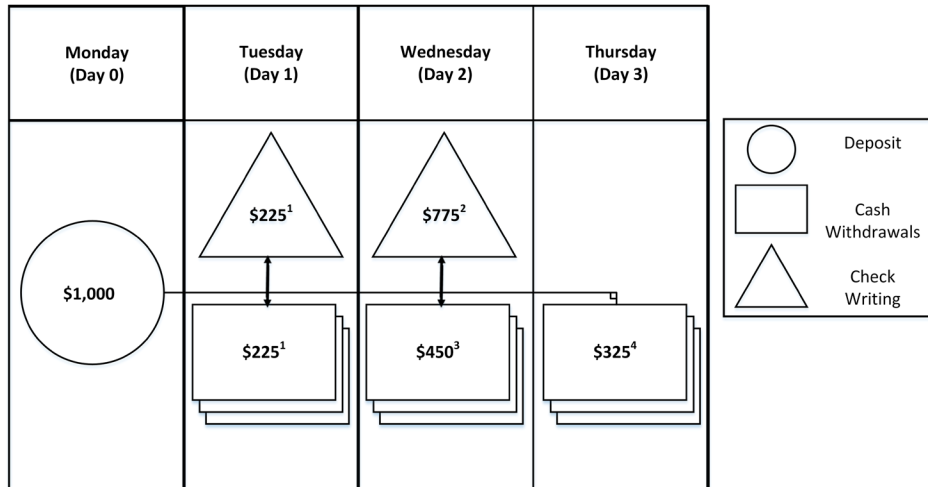 Monday
(Day 0)
Tuesday
(Day 1)
Wednesday
(Day 2)
Thursday
(Day 3)
$1,000
$225¹
$775²
$225¹
$450³
$325⁴
Deposit
Cash
Withdrawals
Check
Writing